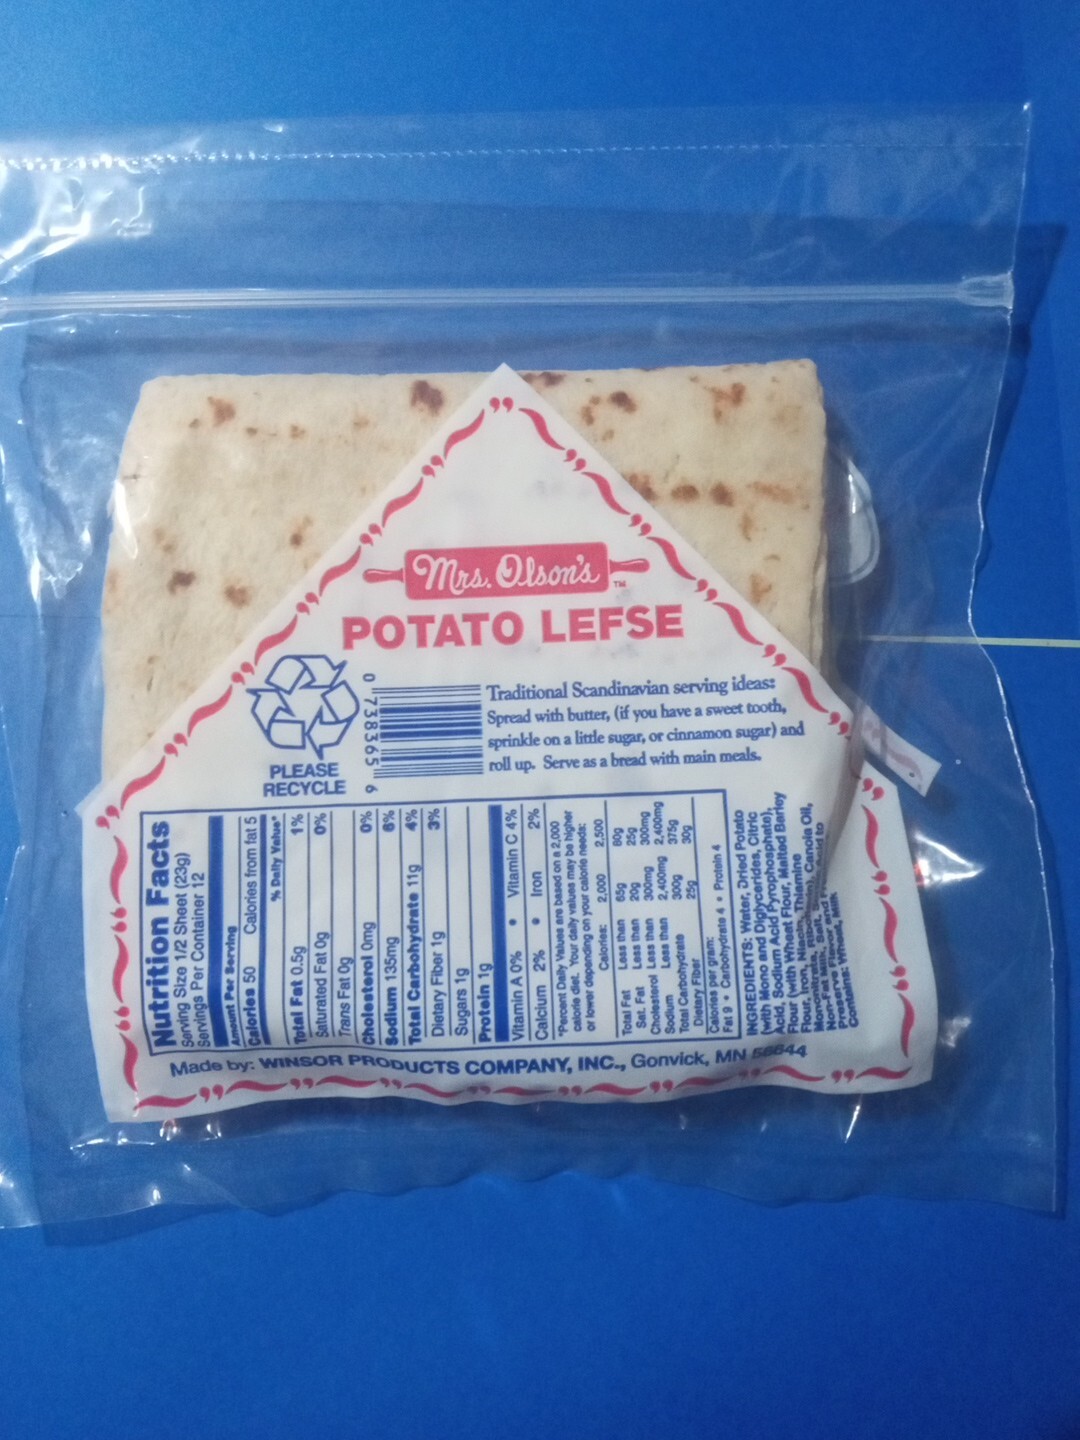 Mrs. Olson's ™
POTATO LEFSE
PLEASE
RECYCLE
0 738365 6
Traditional Scandinavian serving ideas:
Spread with butter, (if you have a sweet tooth,
sprinkle on a little sugar, or cinnamon sugar) and
roll up. Serve as a bread with main meals.
Nutrition Facts
Serving Size 1/2 Sheet (23g)
Servings Per Container 12
Amount Per Serving
Calories 50 Calories from fat 5
% Daily Value*
Total Fat 0.5g 1%
Saturated Fat 0g 0%
Trans Fat 0g
Cholesterol 0mg 0%
Sodium 135mg 6%
Total Carbohydrate 11g 4%
Dietary Fiber 1g 3%
Sugars 1g
Protein 1g
Vitamin A 0% • Vitamin C 4%
Calcium 2% • Iron 2%
*Percent Daily Values are based on a 2,000
calorie diet. Your daily values may be higher
or lower depending on your calorie needs:
Calories: 2,000 2,500
Total Fat Less than 65g 80g
Sat. Fat Less than 20g 25g
Cholesterol Less than 300mg 300mg
Sodium Less than 2,400mg 2,400mg
Total Carbohydrate 300g 375g
Dietary Fiber 25g 30g
Calories per gram:
Fat 9 • Carbohydrate 4 • Protein 4
INGREDIENTS: Water, Dried Potato
(with Mono and Diglycerides, Citric
Acid, Sodium Acid Pyrophosphate),
Flour (with Wheat Flour, Malted Barley
Flour, Iron, Niacin, Thiamine
Mononitrate, Canola Oil,
NonFat Milk, Salt, Acid to
Preserve Flavor and
Contains: Wheat, Milk
Made by: WINSOR PRODUCTS COMPANY, INC., Gonvick, MN 56644